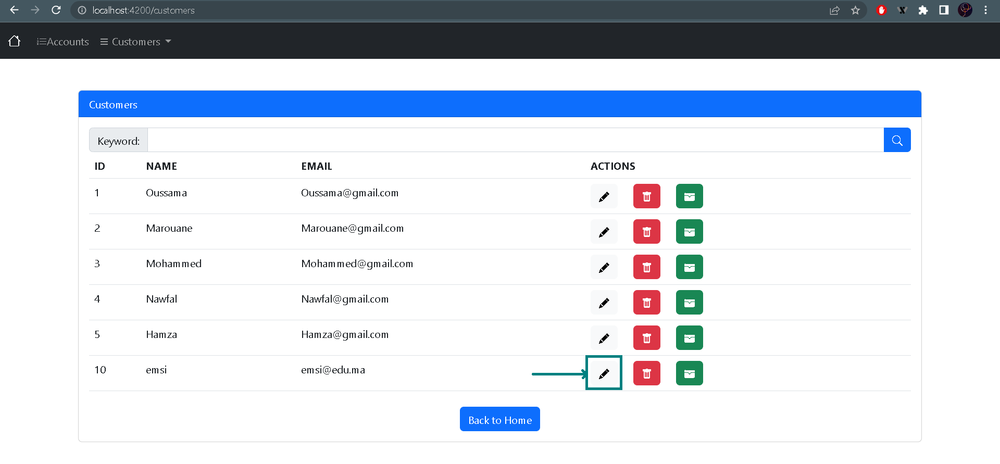 localhost:4200/customers
Accounts Customers
Customers
Keyword:
ID NAME EMAIL ACTIONS
1 Oussama Oussama@gmail.com
2 Marouane Marouane@gmail.com
3 Mohammed Mohammed@gmail.com
4 Nawfal Nawfal@gmail.com
5 Hamza Hamza@gmail.com
10 emsi emsi@edu.ma
Back to Home